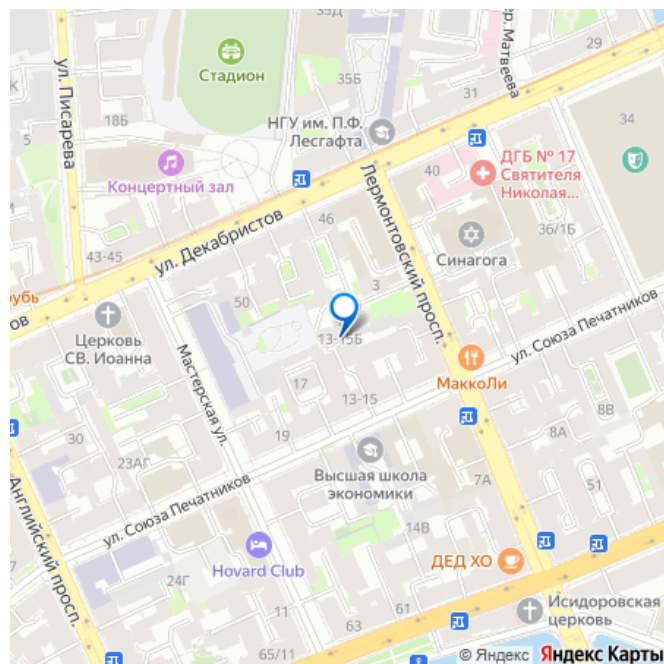 35Д
ер. Матвеева
29
Стадион
К
ул. Писарева
18Б
35Б
31
НГУ им. П.Ф.
Лесгафта
34
Концертный зал
40
ДГБ № 17
Святителя
Николая...
ул. Декабристов
46
Лермонтовский просп.
36/1Б
43-45
Синагога
3
рубь
50
ов
Церковь
СВ. Иоанна
13-15Б
ул. Союза Печатников
МаккоЛи
Мастерская ул.
17
13-15
8В
30
19
8А
23АГ
Высшая школа
экономики
7А
51
Английский просп.
ул. Союза Печатников
14В
Hovard Club
ДЕД ХО
24Г
11
Исидоровская
церковь
63
61
65/11
© Яндекс Яндекс Карты